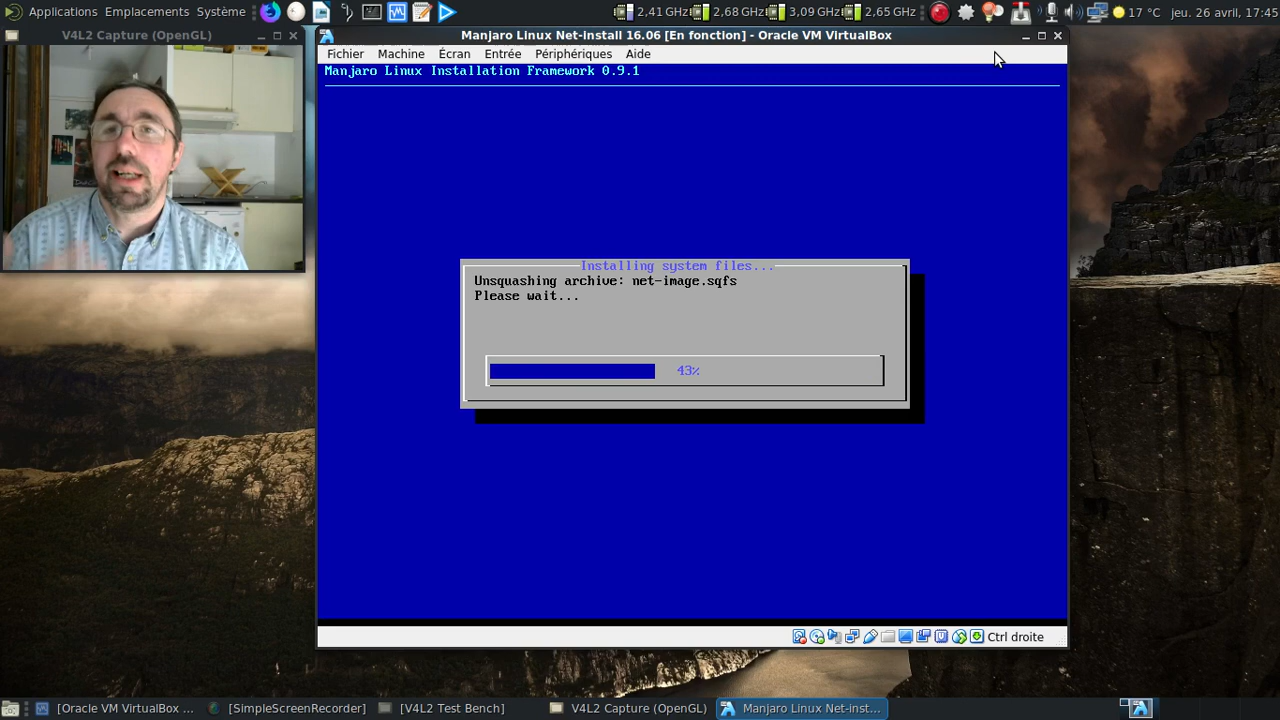 Applications Emplacements Système
2,41 GHz 2,68 GHz 3,09 GHz 2,65 GHz 17 °C jeu. 26 avril, 17:45
V4L2 Capture (OpenGL)
Manjaro Linux Net-install 16.06 [En fonction] - Oracle VM VirtualBox
Fichier Machine Écran Entrée Périphériques Aide
Manjaro Linux Installation Framework 0.9.1
Installing system files...
Unsquashing archive: net-image.sqfs
Please wait...
43%
Ctrl droite
[Oracle VM VirtualBox ... [SimpleScreenRecorder] [V4L2 Test Bench] V4L2 Capture (OpenGL) Manjaro Linux Net-inst...